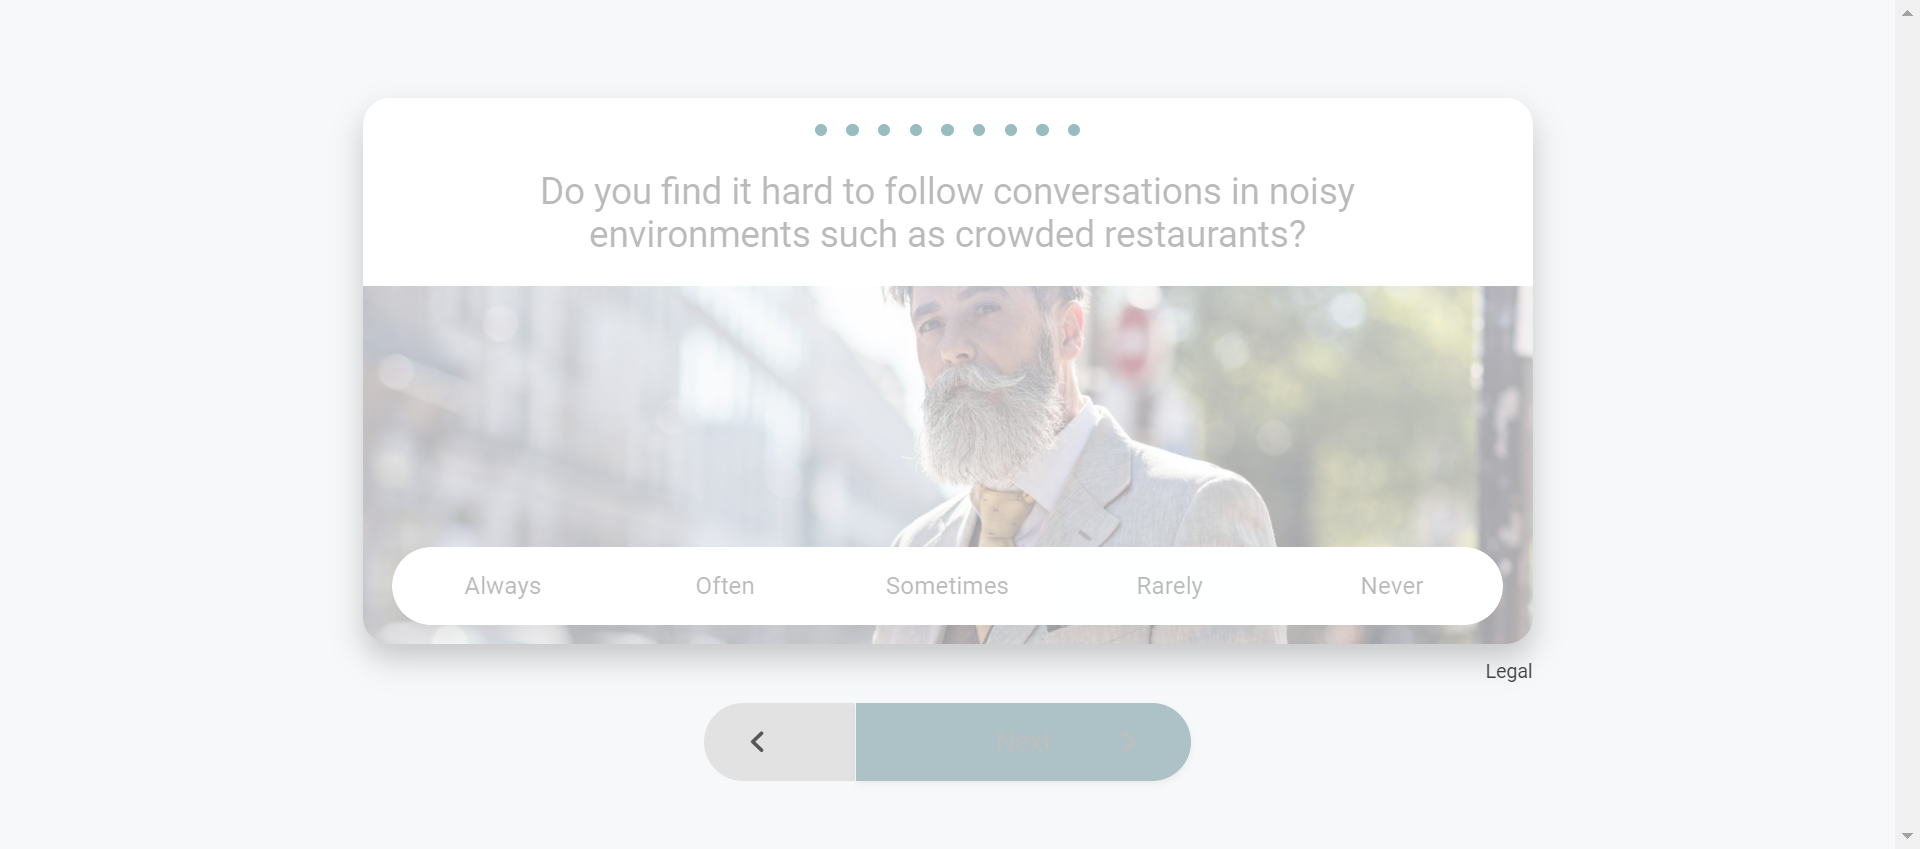 Do you find it hard to follow conversations in noisy
environments such as crowded restaurants?
Always Often Sometimes Rarely Never
Legal
Next